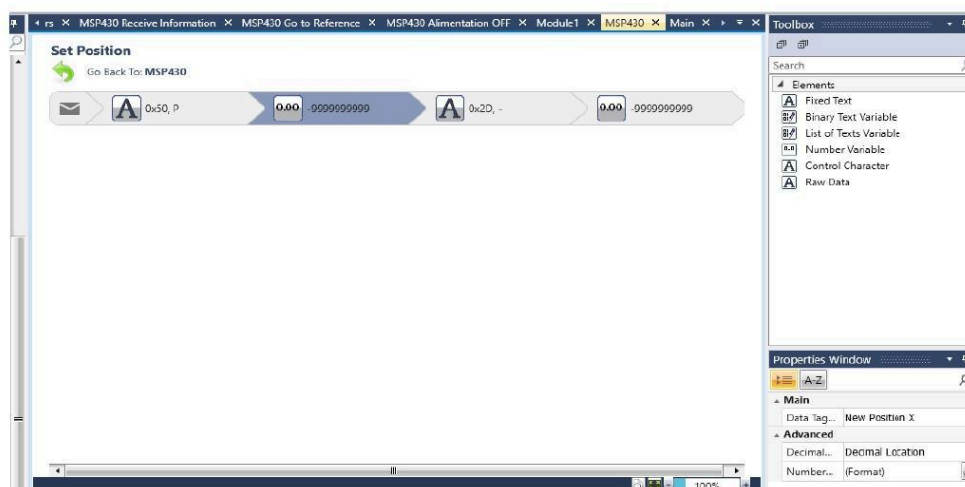 rs × MSP430 Receive Information × MSP430 Go to Reference × MSP430 Alimentation OFF × Module1 × MSP430 × Main ×
Set Position
Go Back To: MSP430
A 0x50, P 0.00 -9999999999 A 0x2D, - 0.00 -9999999999
100%
Toolbox
Search
Elements
A Fixed Text
Binary Text Variable
List of Texts Variable
0.0 Number Variable
A Control Character
A Raw Data
Properties Window
A-Z
Main
Data Tag... New Position X
Advanced
Decimal... Decimal Location
Number... (Format)